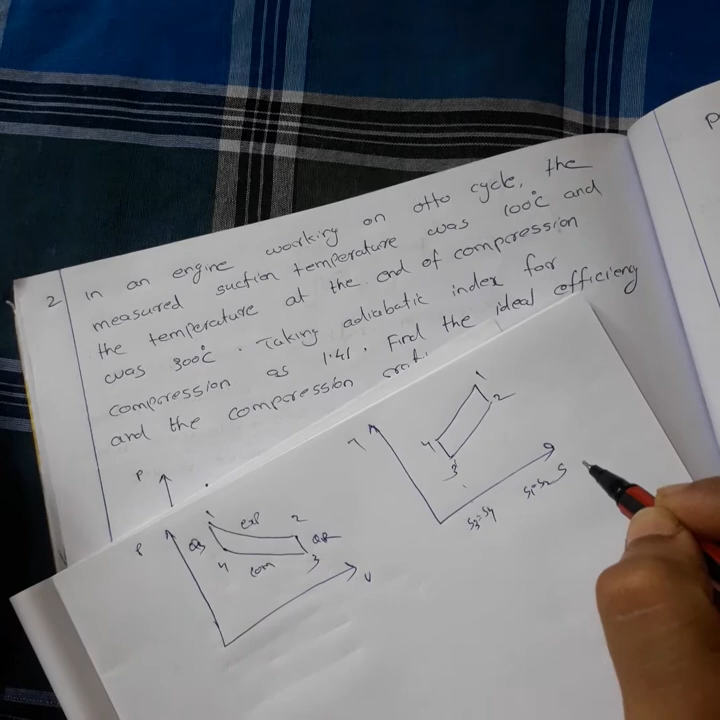 2 In an engine working on otto cycle, the
measured suction temperature was 100°C and
the temperature at the end of compression
was 300°C. Taking adiabatic index for
compression as 1.41. Find the ideal efficiency
and the compression
P
P
1
exp
2
4
com
3
V
T
1
2
4
3
S3=S4
S1=S2
S
P